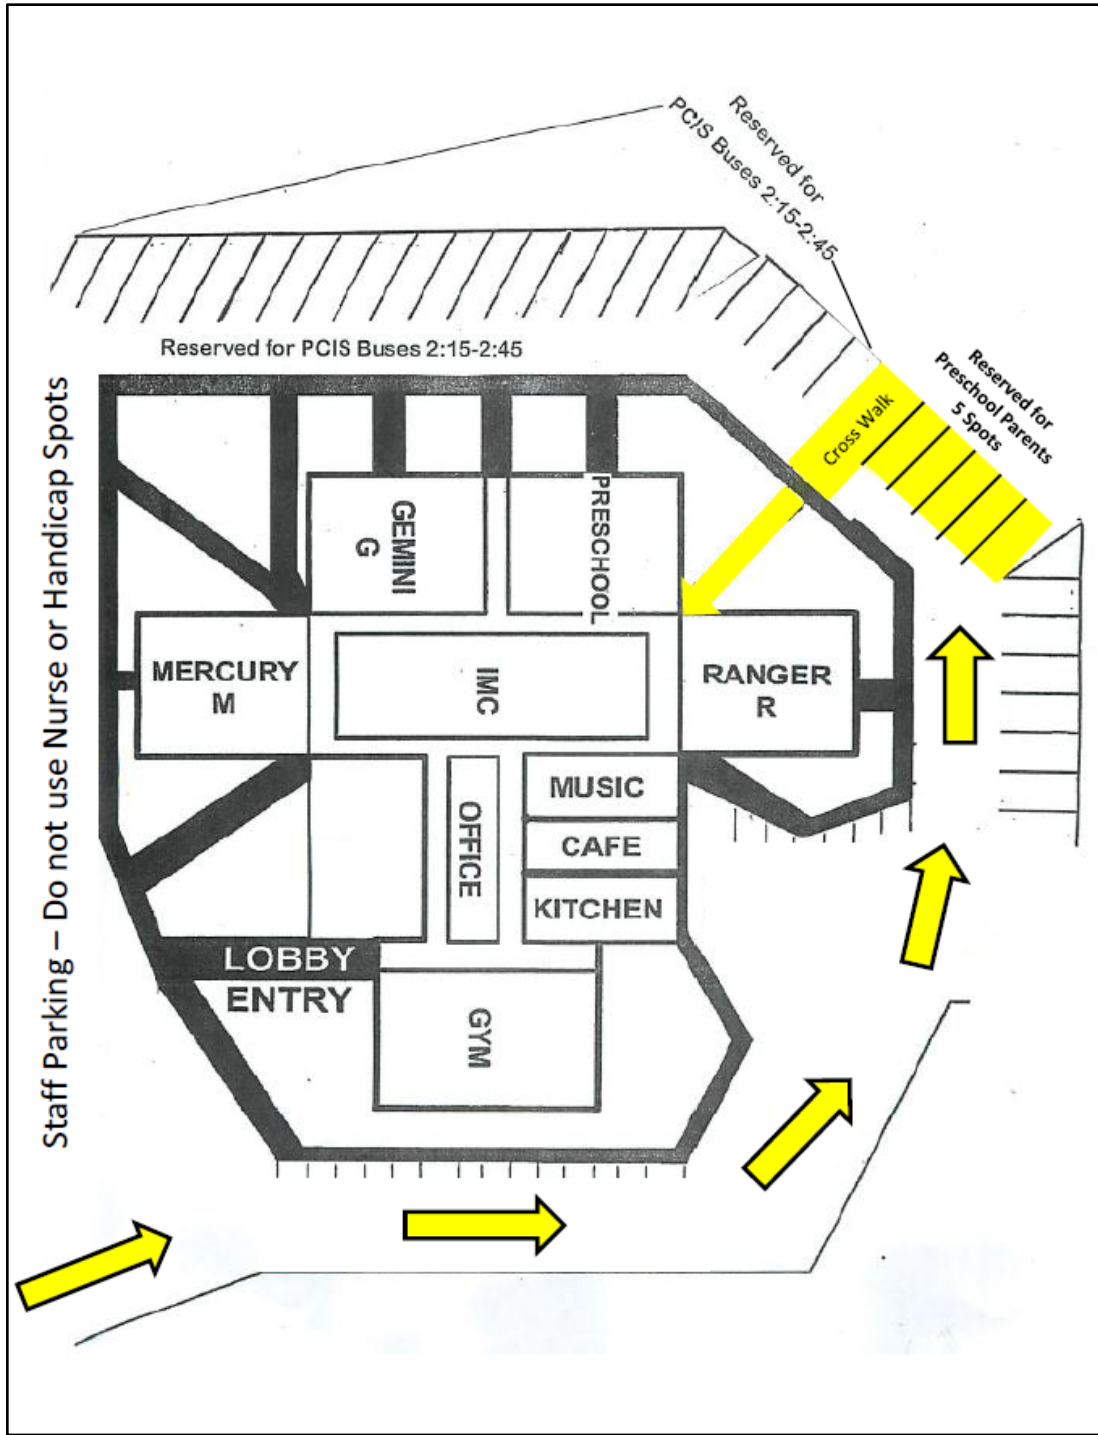 Reserved for
PCIS Buses 2:15-2:45
Reserved for PCIS Buses 2:15-2:45
Reserved for
Preschool Parents
5 Spots
Cross Walk
Staff Parking – Do not use Nurse or Handicap Spots
GEMINI
G
PRESCHOOL
MERCURY
M
IMC
RANGER
R
MUSIC
OFFICE
CAFE
KITCHEN
LOBBY
ENTRY
GYM